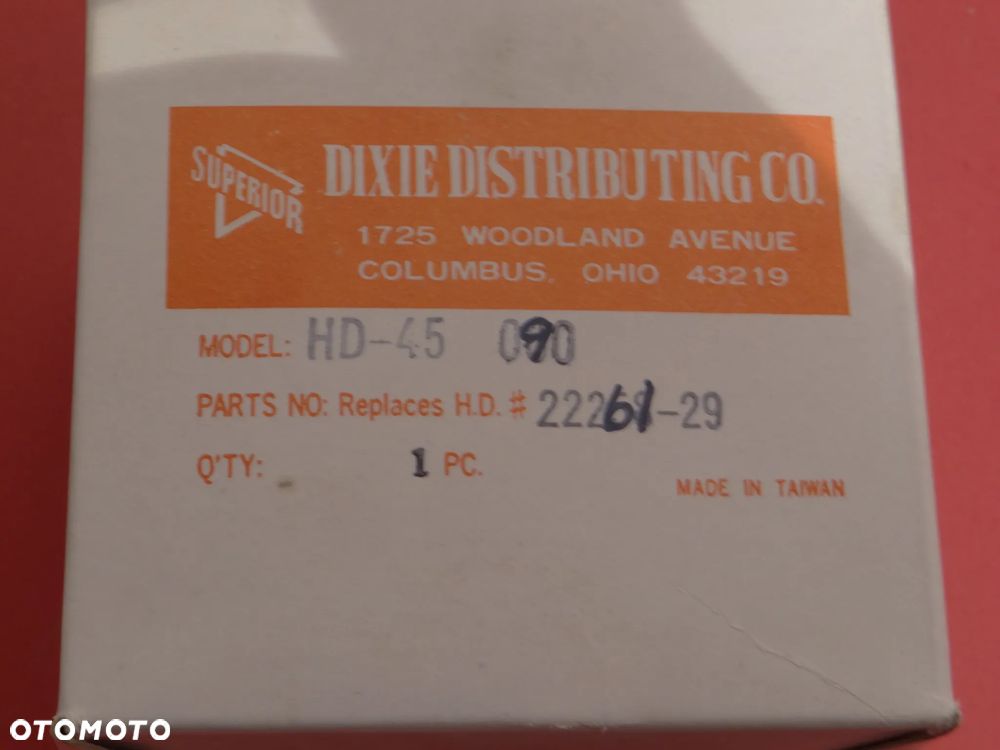 SUPERIOR
DIXIE DISTRIBUTING CO.
1725 WOODLAND AVENUE
COLUMBUS, OHIO 43219
MODEL: HD-45 090
PARTS NO: Replaces H.D. # 22261-29
Q'TY: 1 PC.
MADE IN TAIWAN
OTOMOTO